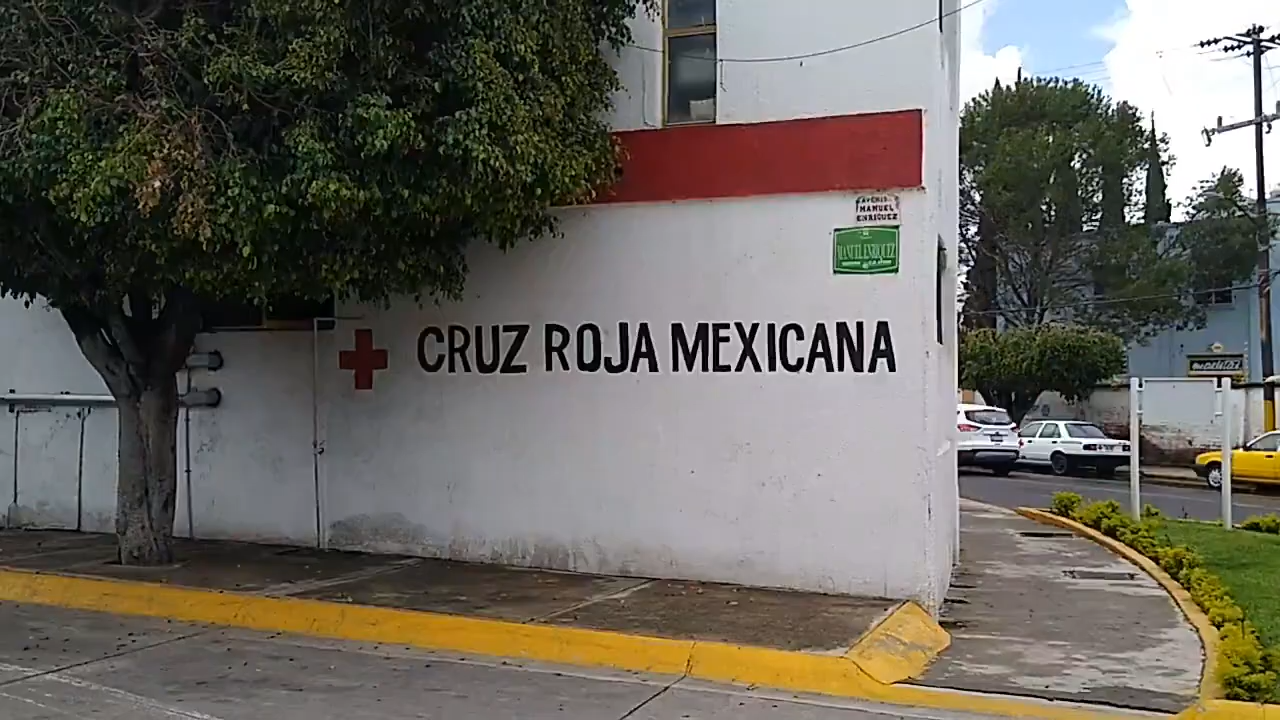 AVENIDA
MANUEL
ENRIQUEZ
MANUEL ENRIQUEZ
CRUZ ROJA MEXICANA